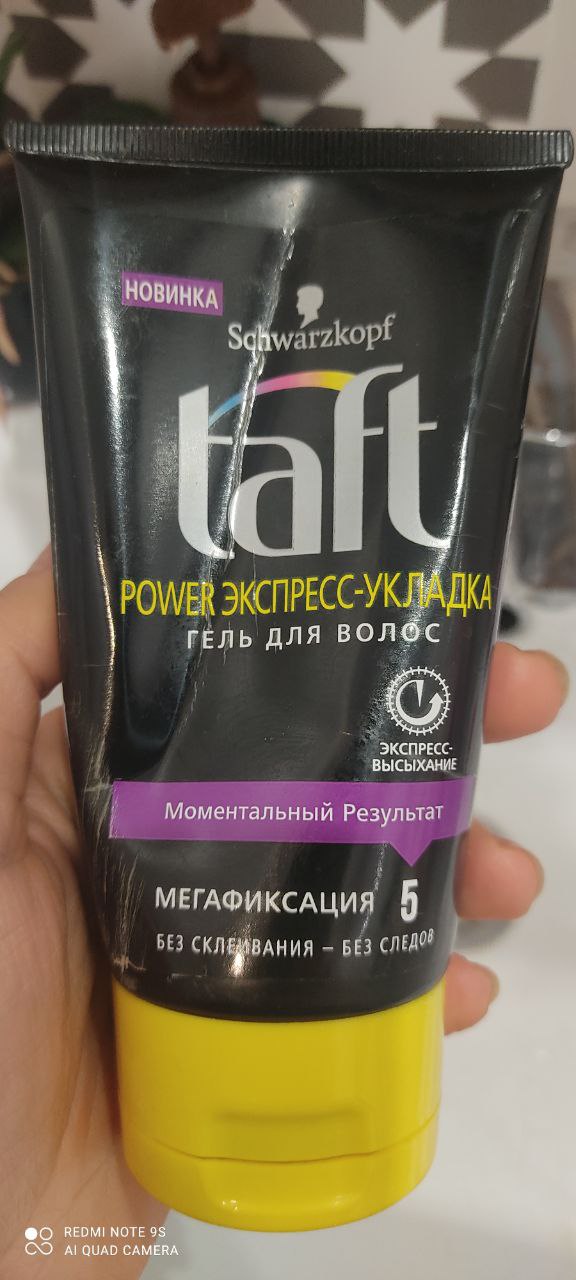 НОВИНКА
Schwarzkopf
taft
POWER ЭКСПРЕСС-УКЛАДКА
ГЕЛЬ ДЛЯ ВОЛОС
ЭКСПРЕСС-
ВЫСЫХАНИЕ
Моментальный Результат
МЕГАФИКСАЦИЯ 5
БЕЗ СКЛЕИВАНИЯ – БЕЗ СЛЕДОВ
REDMI NOTE 9S
AI QUAD CAMERA